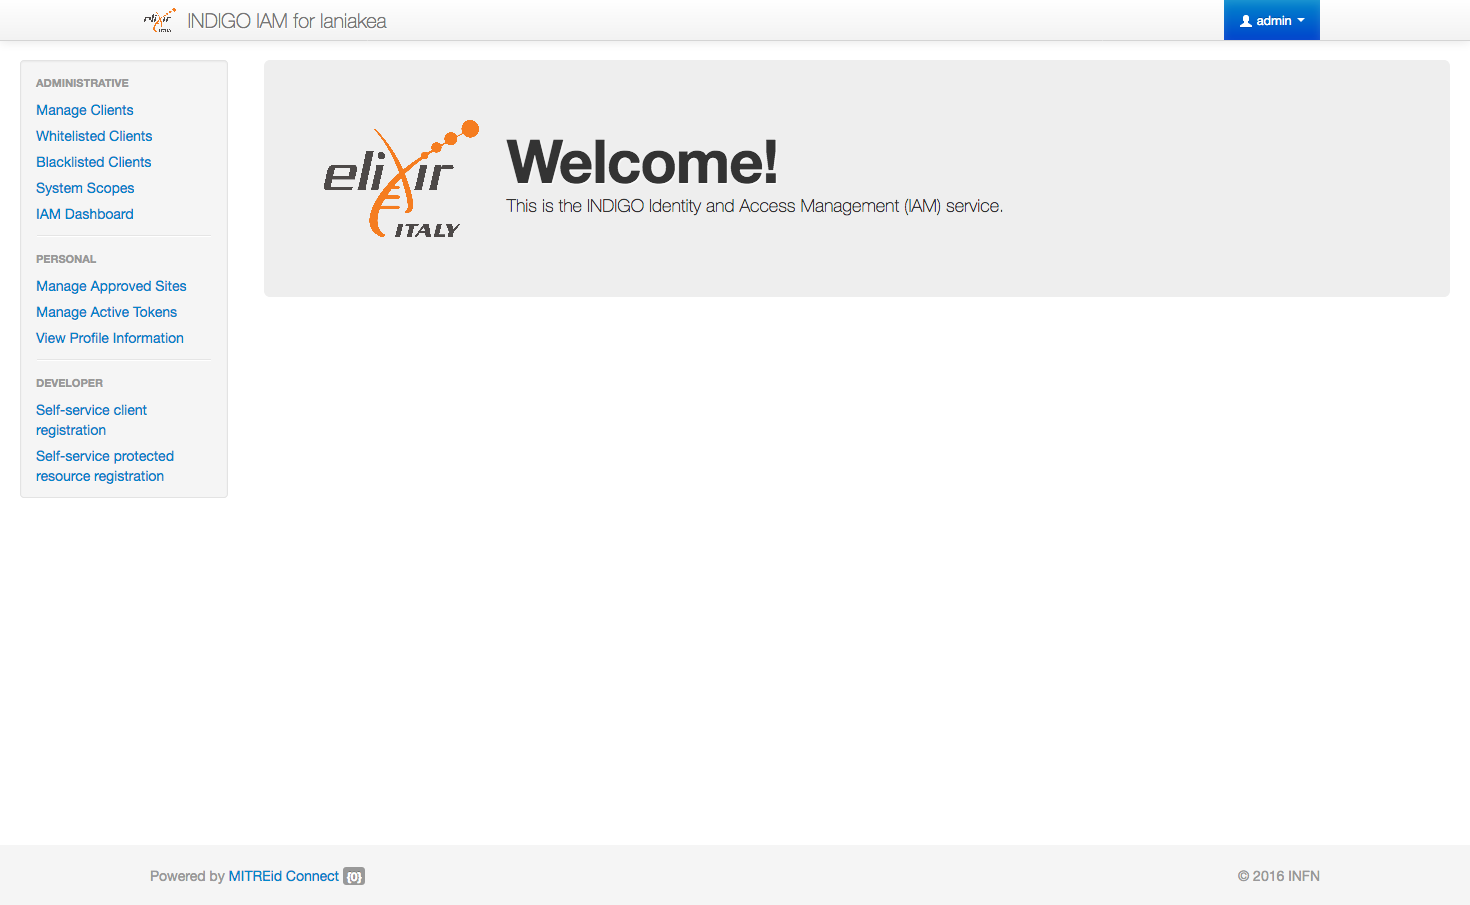 elixir
ITALY
INDIGO IAM for laniakea
admin
ADMINISTRATIVE
Manage Clients
Whitelisted Clients
Blacklisted Clients
System Scopes
IAM Dashboard
PERSONAL
Manage Approved Sites
Manage Active Tokens
View Profile Information
DEVELOPER
Self-service client
registration
Self-service protected
resource registration
elixir
ITALY
Welcome!
This is the INDIGO Identity and Access Management (IAM) service.
Powered by MITREid Connect {0}
© 2016 INFN